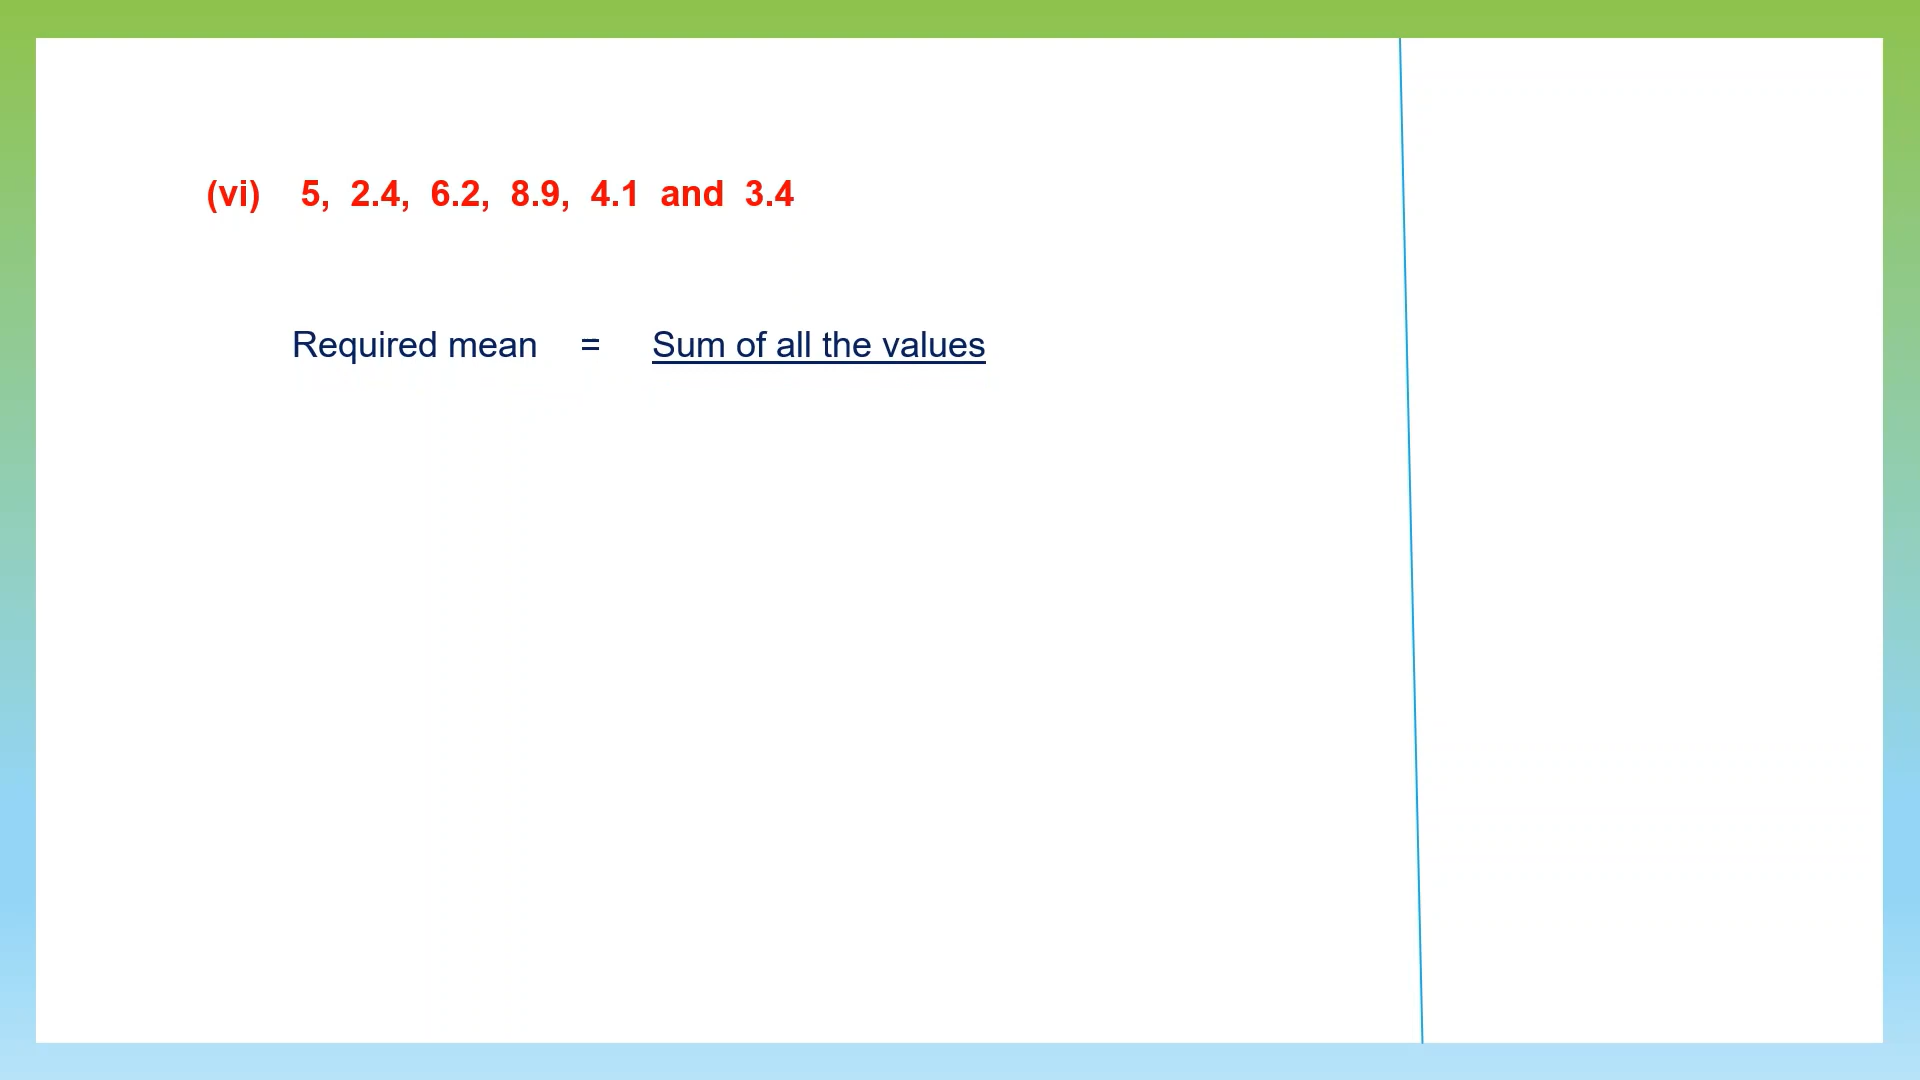 (vi) 5, 2.4, 6.2, 8.9, 4.1 and 3.4
Required mean = Sum of all the values